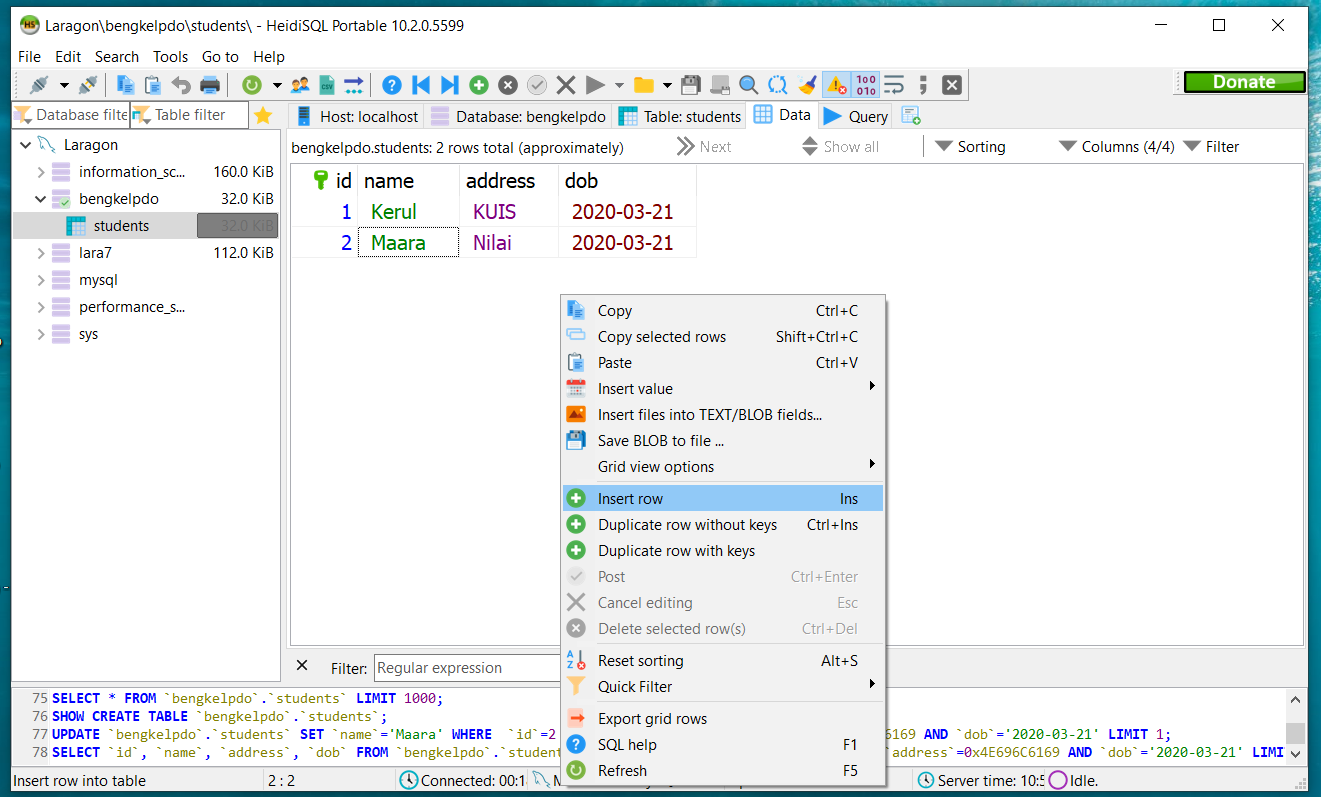 Laragon\bengkelpdo\students\ - HeidiSQL Portable 10.2.0.5599
File Edit Search Tools Go to Help
Donate
Database filte Table filter
Host: localhost Database: bengkelpdo Table: students Data Query
bengkelpdo.students: 2 rows total (approximately) Next Show all Sorting Columns (4/4) Filter
Laragon
information_sc... 160.0 KiB
bengkelpdo 32.0 KiB
students 32.0 KiB
lara7 112.0 KiB
mysql
performance_s...
sys
id name address dob
1 Kerul KUIS 2020-03-21
2 Maara Nilai 2020-03-21
Copy Ctrl+C
Copy selected rows Shift+Ctrl+C
Paste Ctrl+V
Insert value
Insert files into TEXT/BLOB fields...
Save BLOB to file ...
Grid view options
Insert row Ins
Duplicate row without keys Ctrl+Ins
Duplicate row with keys
Post Ctrl+Enter
Cancel editing Esc
Delete selected row(s) Ctrl+Del
Reset sorting Alt+S
Quick Filter
Export grid rows
SQL help F1
Refresh F5
Filter: Regular expression
75 SELECT * FROM `bengkelpdo`.`students` LIMIT 1000;
76 SHOW CREATE TABLE `bengkelpdo`.`students`;
77 UPDATE `bengkelpdo`.`students` SET `name`='Maara' WHERE `id`=2 6169 AND `dob`='2020-03-21' LIMIT 1;
78 SELECT `id`, `name`, `address`, `dob` FROM `bengkelpdo`.`student address`=0x4E696C6169 AND `dob`='2020-03-21' LIMI
Insert row into table 2 : 2 Connected: 00:1 Server time: 10:5 Idle.